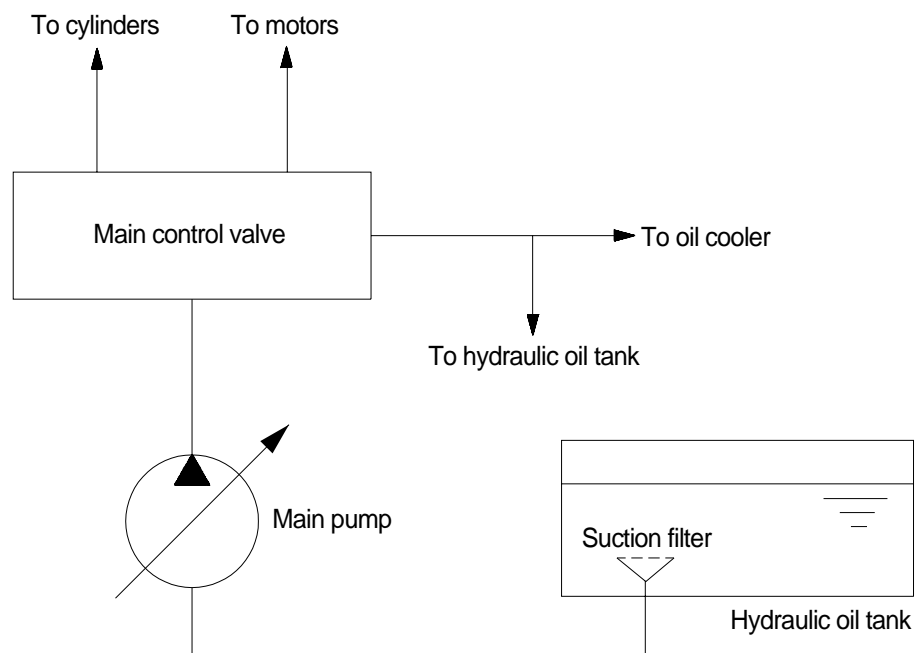 To cylinders
To motors
Main control valve
To oil cooler
To hydraulic oil tank
Main pump
Suction filter
Hydraulic oil tank